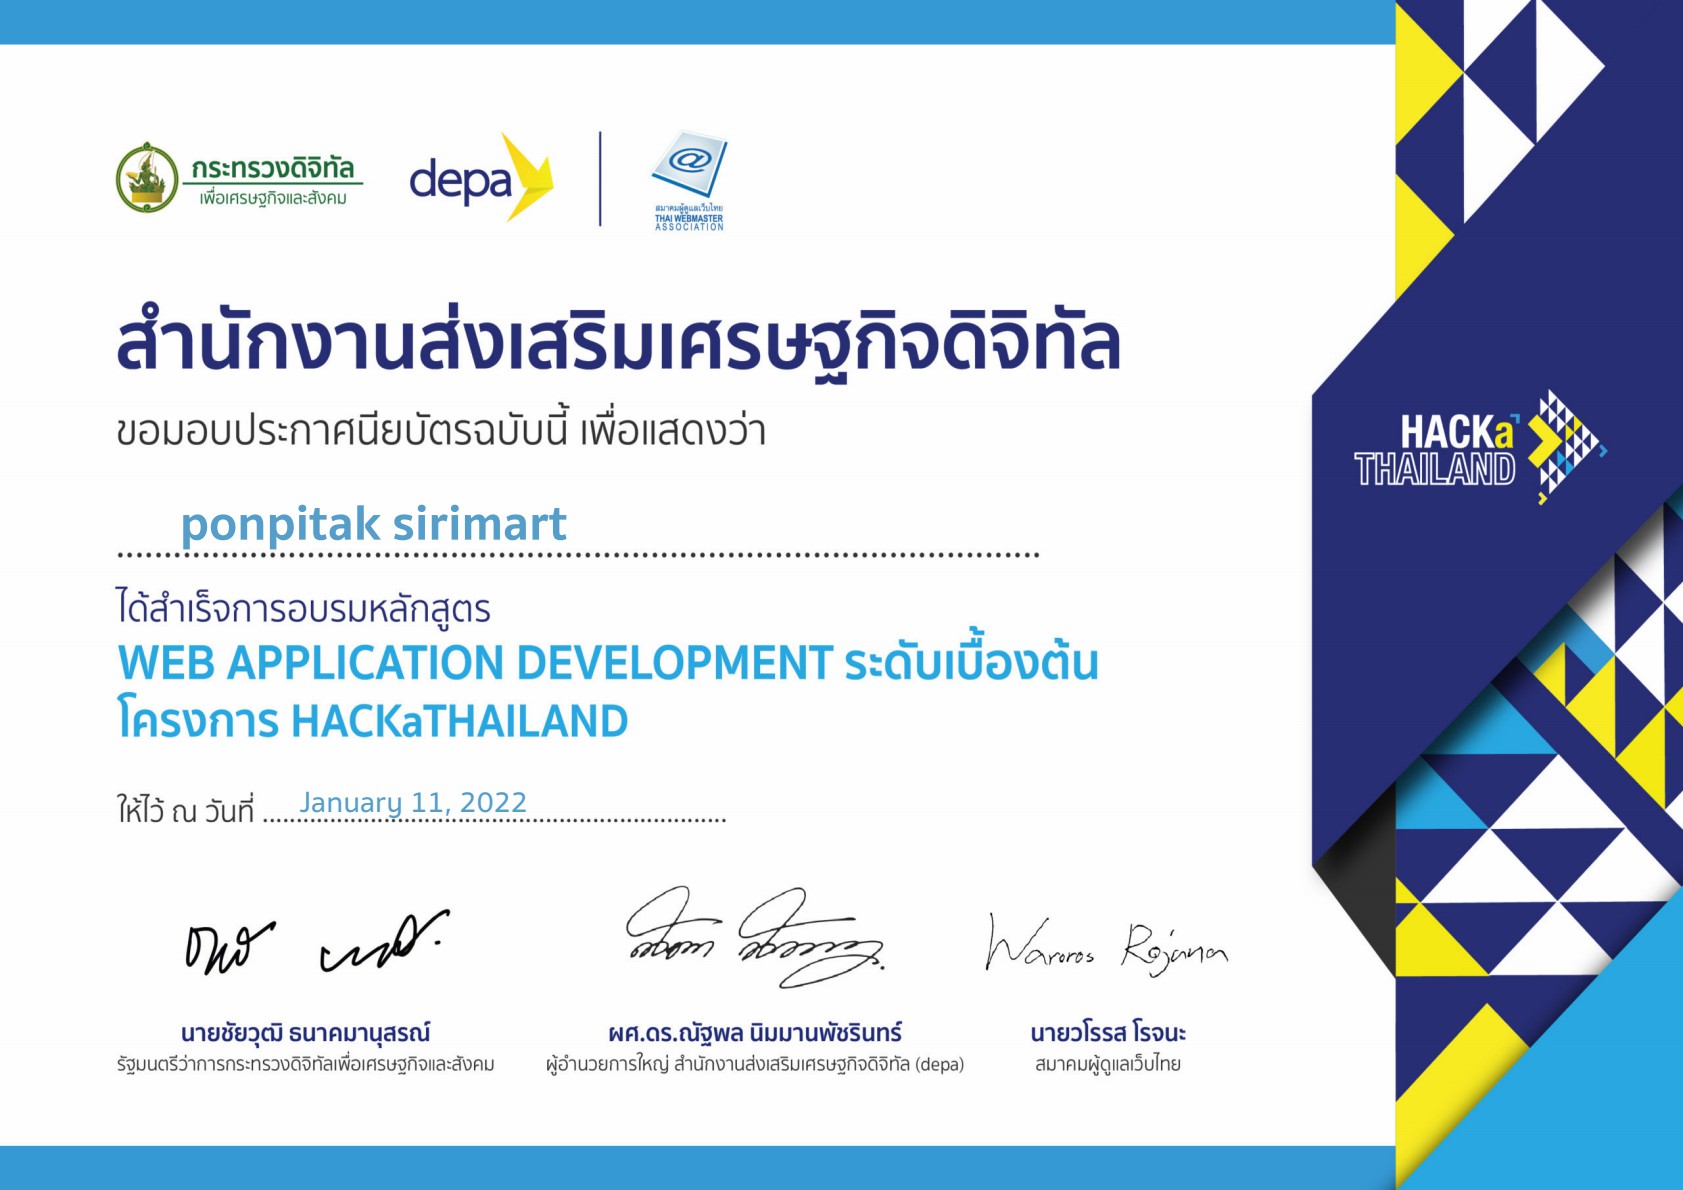 กระทรวงดิจิทัล
เพื่อเศรษฐกิจและสังคม
depa
@
สมาคมผู้ดูแลเว็บไทย
THAI WEBMASTER
ASSOCIATION
สำนักงานส่งเสริมเศรษฐกิจดิจิทัล
ขอมอบประกาศนียบัตรฉบับนี้ เพื่อแสดงว่า
HACKa
THAILAND
ponpitak sirimart
ได้สำเร็จการอบรมหลักสูตร
WEB APPLICATION DEVELOPMENT ระดับเบื้องต้น
โครงการ HACKaTHAILAND
ให้ไว้ ณ วันที่ January 11, 2022
Waroros Rojana
นายชัยวุฒิ ธนาคมานุสรณ์
รัฐมนตรีว่าการกระทรวงดิจิทัลเพื่อเศรษฐกิจและสังคม
ผศ.ดร.ณัฐพล นิมมานพัชรินทร์
ผู้อำนวยการใหญ่ สำนักงานส่งเสริมเศรษฐกิจดิจิทัล (depa)
นายวโรรส โรจนะ
สมาคมผู้ดูแลเว็บไทย